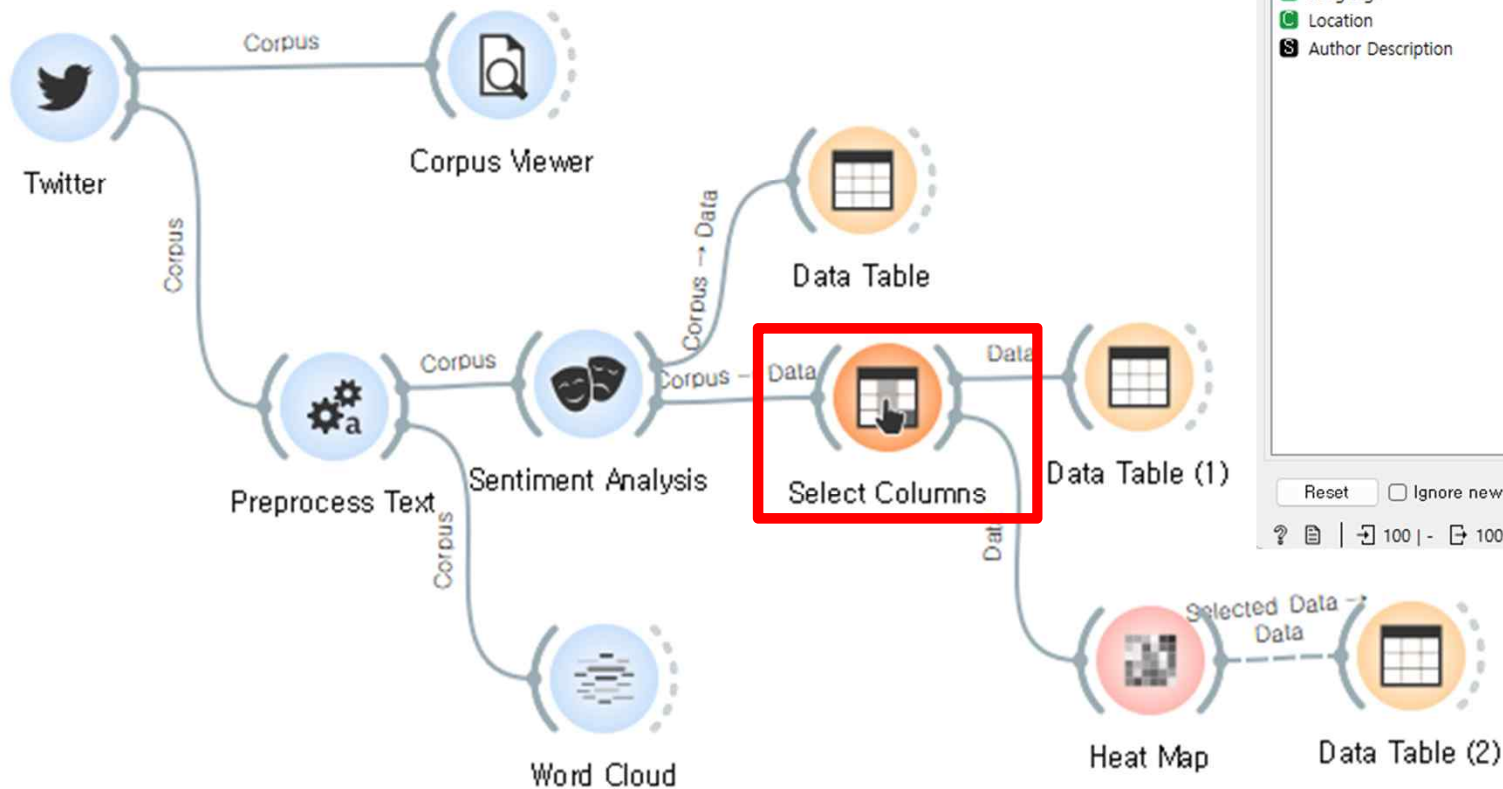 Corpus
Twitter
Corpus Viewer
Corpus
Corpus → Data
Data Table
Corpus
Corpus → Data
Data
Preprocess Text
Sentiment Analysis
Select Columns
Data Table (1)
Corpus
Data
Word Cloud
Selected Data →
Data
Heat Map
Data Table (2)
C Location
S Author Description
Reset
Ignore new
? 100 | - 100